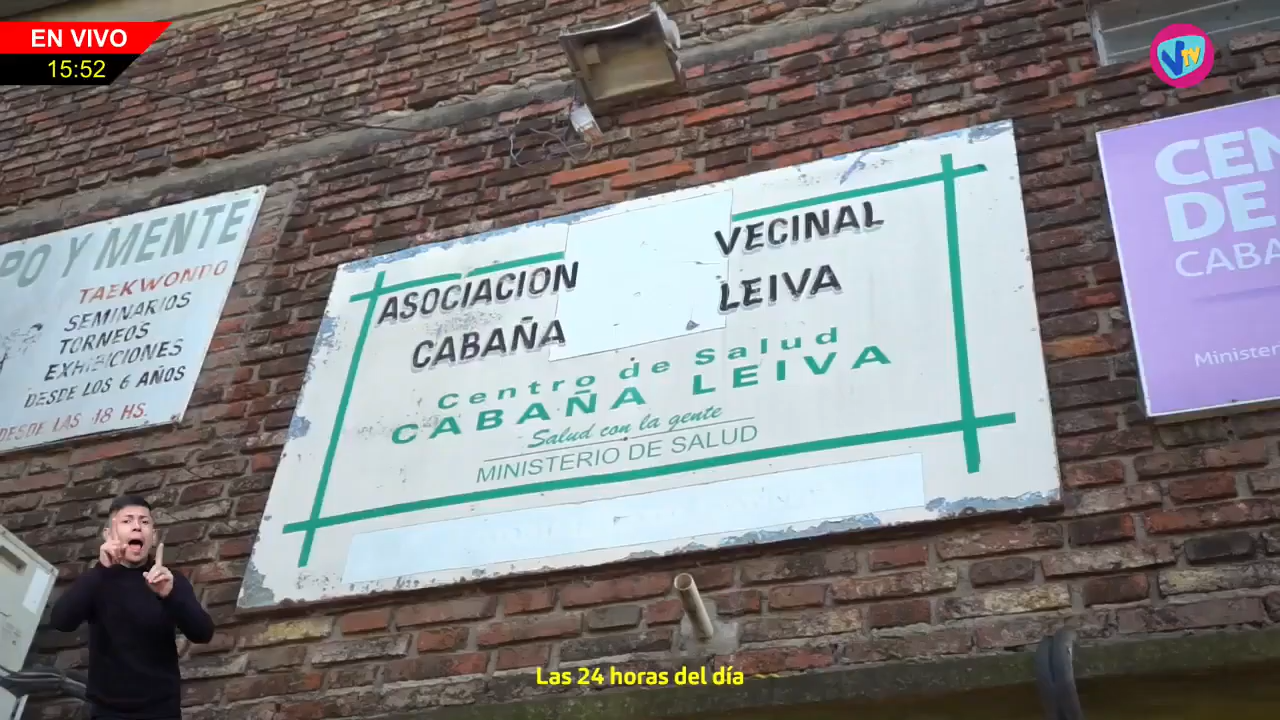 EN VIVO
15:52
VTV
PO Y MENTE
TAEKWONDO
SEMINARIOS
TORNEOS
EXHIBICIONES
DESDE LOS 6 AÑOS
DESDE LAS 18 HS.
ASOCIACION VECINAL
CABAÑA LEIVA
Centro de Salud
CABAÑA LEIVA
Salud con la gente
MINISTERIO DE SALUD
CEN
DE
CABA
Minister
Las 24 horas del día